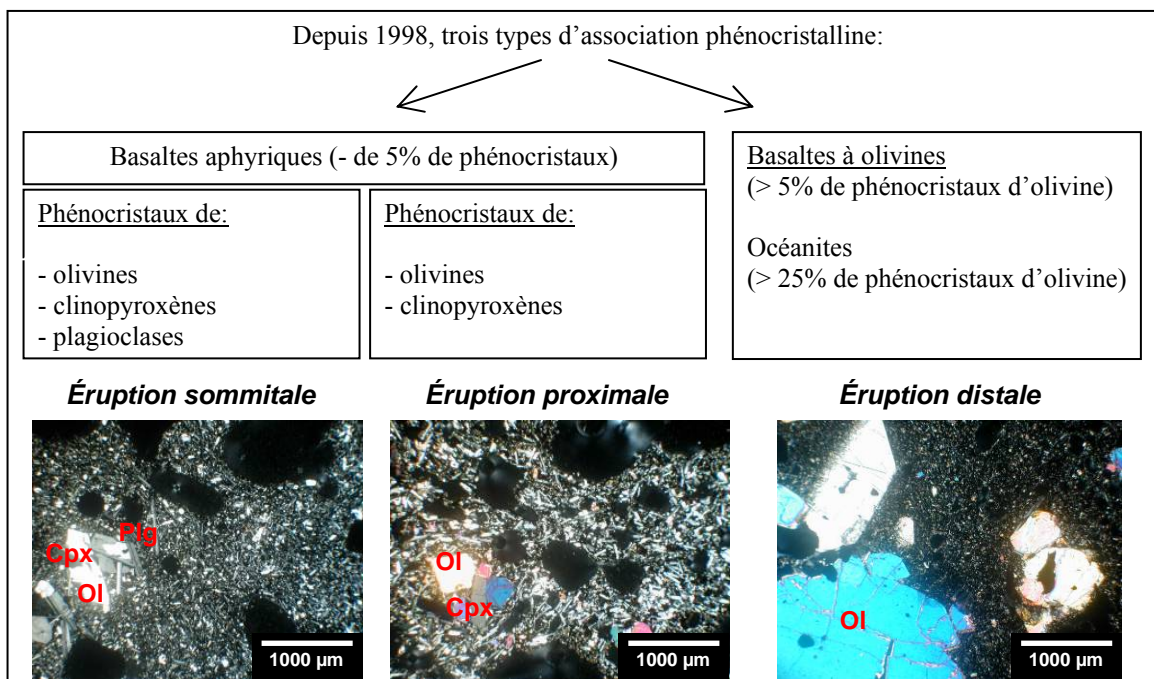 Depuis 1998, trois types d'association phénocristalline:
Basaltes aphyriques (- de 5% de phénocristaux)
Phénocristaux de:
- olivines
- clinopyroxènes
- plagioclases
Phénocristaux de:
- olivines
- clinopyroxènes
Basaltes à olivines
(> 5% de phénocristaux d'olivine)
Océanites
(> 25% de phénocristaux d'olivine)
Éruption sommitale
Éruption proximale
Éruption distale
Plg
Cpx
Ol
1000 µm
Ol
Cpx
1000 µm
Ol
1000 µm